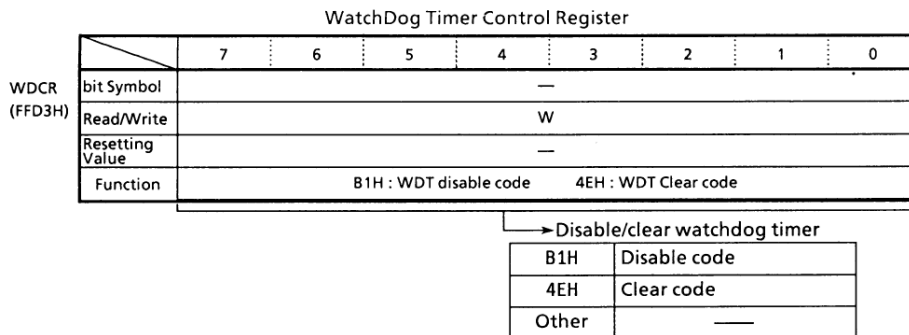 WatchDog Timer Control Register
7 6 5 4 3 2 1 0
WDCR
(FFD3H)
bit Symbol —
Read/Write W
Resetting
Value —
Function B1H : WDT disable code 4EH : WDT Clear code
Disable/clear watchdog timer
B1H Disable code
4EH Clear code
Other —